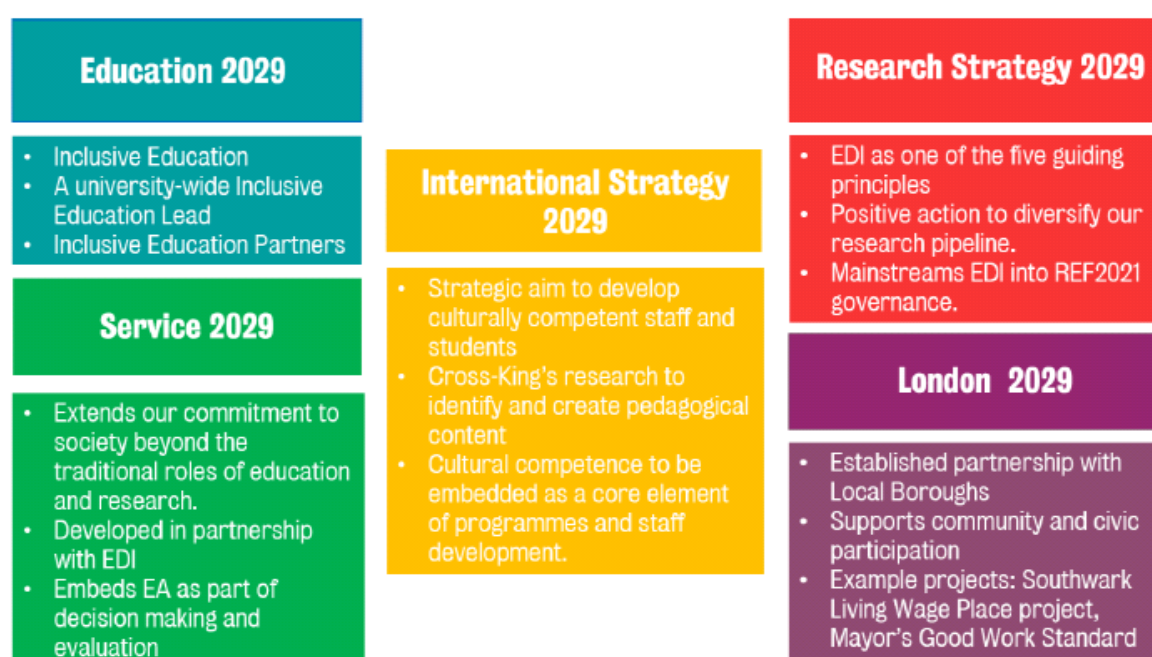 Education 2029
• Inclusive Education
• A university-wide Inclusive
Education Lead
• Inclusive Education Partners
Service 2029
• Extends our commitment to
society beyond the
traditional roles of education
and research.
• Developed in partnership
with EDI
• Embeds EA as part of
decision making and
evaluation
International Strategy
2029
• Strategic aim to develop
culturally competent staff and
students
• Cross-King's research to
identify and create pedagogical
content
• Cultural competence to be
embedded as a core element
of programmes and staff
development.
Research Strategy 2029
• EDI as one of the five guiding
principles
• Positive action to diversify our
research pipeline.
• Mainstreams EDI into REF2021
governance.
London 2029
• Established partnership with
Local Boroughs
• Supports community and civic
participation
• Example projects: Southwark
Living Wage Place project,
Mayor's Good Work Standard